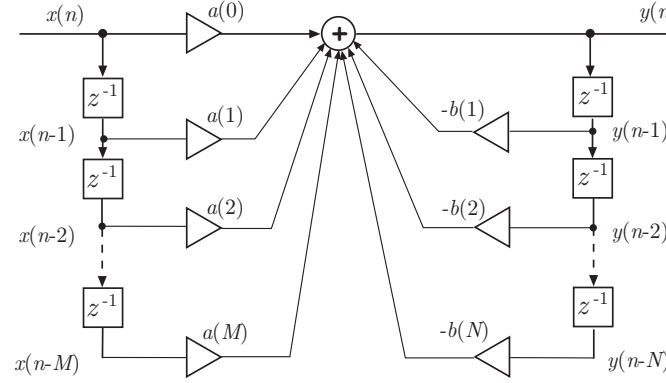 x(n) a(0) y(n
+
z⁻¹ z⁻¹
x(n-1) a(1) -b(1) y(n-1)
z⁻¹ z⁻¹
x(n-2) a(2) -b(2) y(n-2)
z⁻¹ z⁻¹
x(n-M) a(M) -b(N) y(n-N)